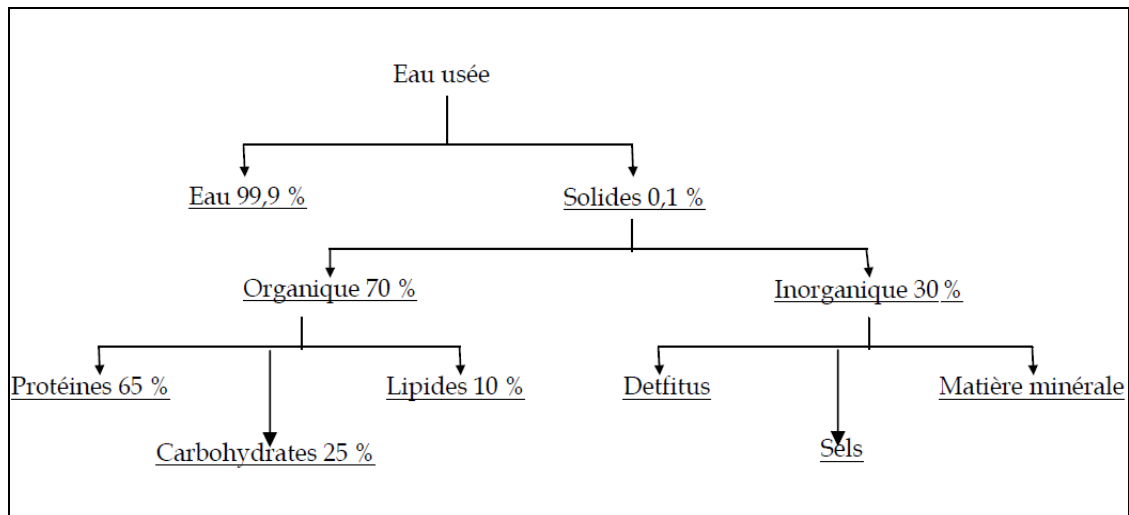 Eau usée
Eau 99,9 %
Solides 0,1 %
Organique 70 %
Inorganique 30 %
Protéines 65 %
Lipides 10 %
Detfitus
Matière minérale
Carbohydrates 25 %
Sels